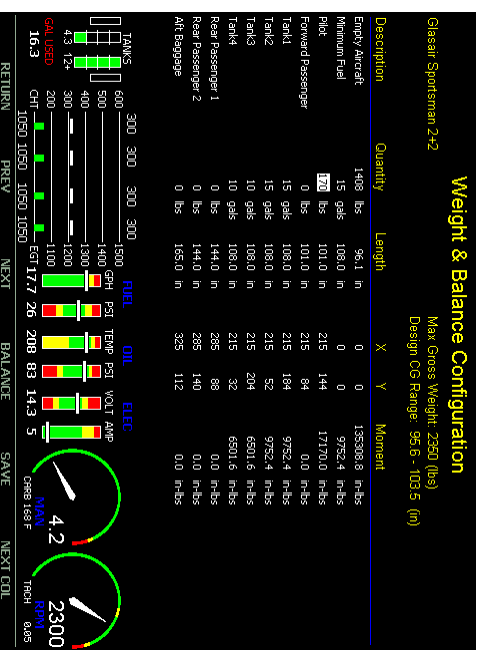 Weight & Balance Configuration
Glasair Sportsman 2+2
Max Gross Weight: 2350 (lbs)
Design CG Range: 95.6 - 103.5 (in)
Description Quantity Length X Y Moment
Empty Aircraft 1408 lbs 96.1 in 0 0 135308.8 in-lbs
Minimum Fuel 15 gals 108.0 in 0 0 9752.4 in-lbs
Pilot 170 lbs 101.0 in 215 144 17170.0 in-lbs
Forward Passenger 0 lbs 101.0 in 215 84 0.0 in-lbs
Tank1 15 gals 108.0 in 215 184 9752.4 in-lbs
Tank2 15 gals 108.0 in 215 52 9752.4 in-lbs
Tank3 10 gals 108.0 in 215 204 6501.6 in-lbs
Tank4 10 gals 108.0 in 215 32 6501.6 in-lbs
Rear Passenger 1 0 lbs 144.0 in 285 88 0.0 in-lbs
Rear Passenger 2 0 lbs 144.0 in 285 140 0.0 in-lbs
Aft Baggage 0 lbs 165.0 in 325 112 0.0 in-lbs
TANKS
4.3 12+
GAL USED
16.3
300 300 300 300
600 1500
500 1400
400 1300
300 1200
200 1100
CHT EGT
1050 1050 1050 1050
FUEL OIL ELEC
GPH PSI TEMP PSI VOLT AMP
17.7 26 208 83 14.3 5
4.2
MAN
CARB 168 F
2300
RPM
TACH 0.05
RETURN PREV NEXT BALANCE SAVE NEXT COL